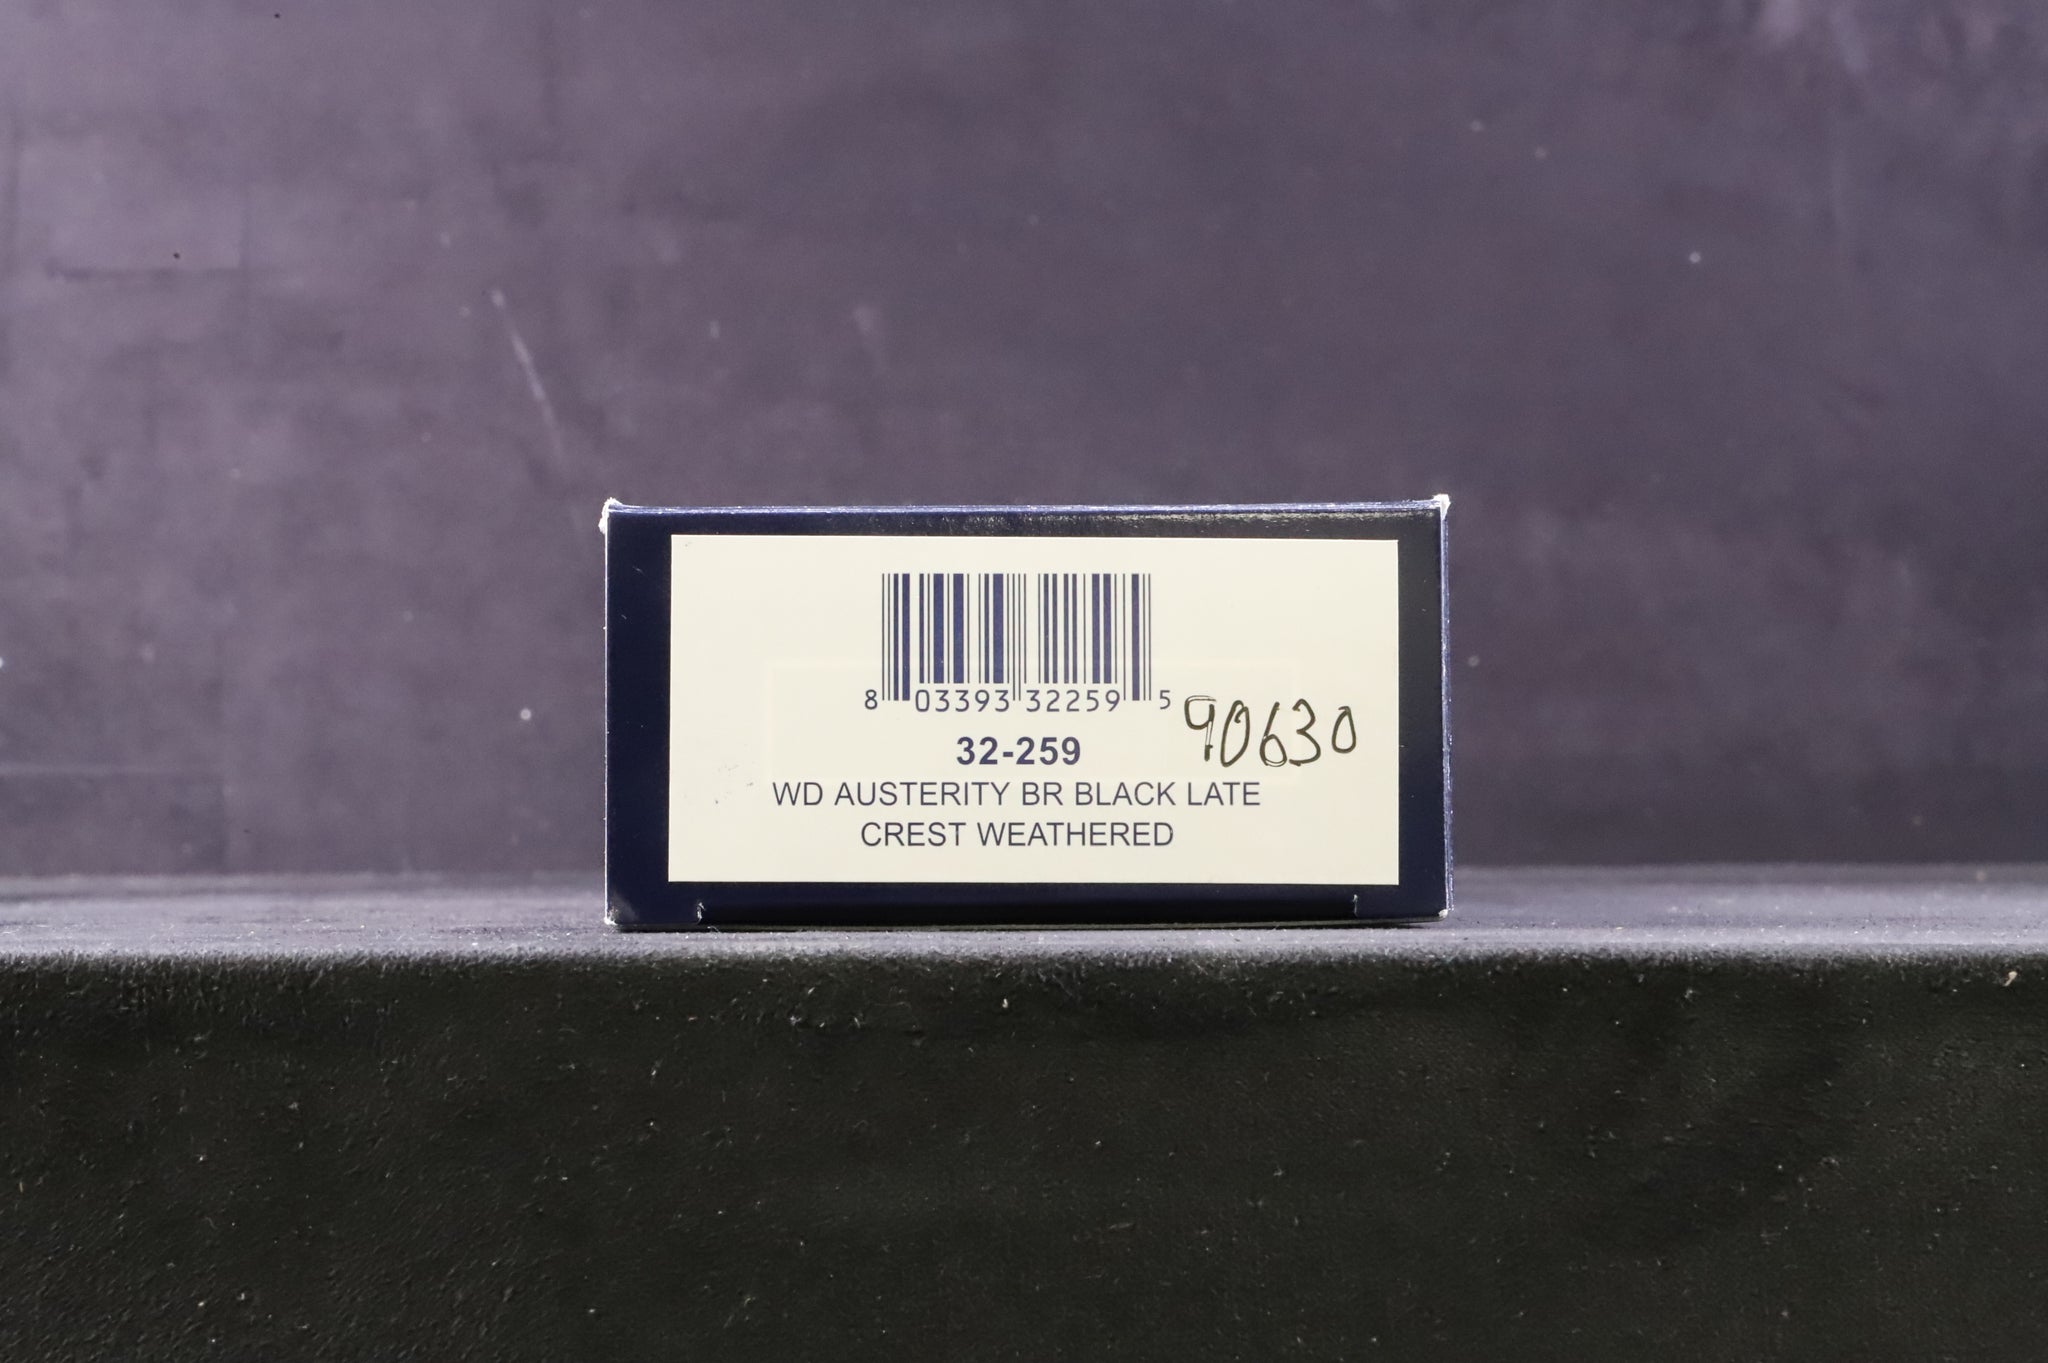 8 03393 32259 5
90630
32-259
WD AUSTERITY BR BLACK LATE
CREST WEATHERED